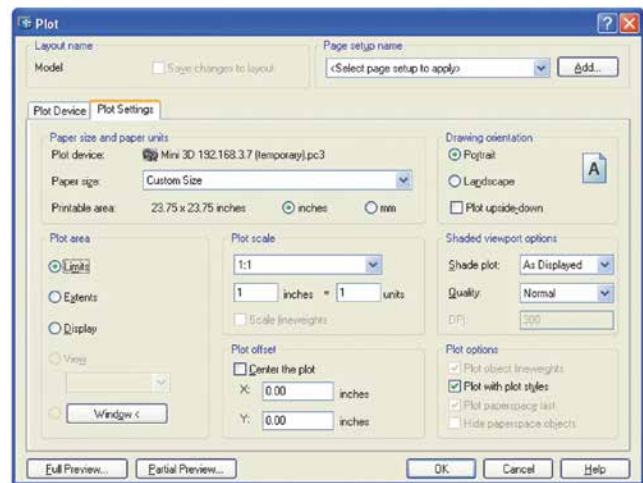 Plot
Layout name
Model
Save changes to layout
Page setup name
<Select page setup to apply>
Add...
Plot Device
Plot Settings
Paper size and paper units
Plot device: Mini 3D 192.168.3.7 (temporary).pc3
Paper size: Custom Size
Printable area: 23.75 x 23.75 inches inches mm
Drawing orientation
Portrait
Landscape
Plot upside-down
A
Plot area
Limits
Extents
Display
View
Window <
Plot scale
1:1
1 inches = 1 units
Scale lineweights
Plot offset
Center the plot
X: 0.00 inches
Y: 0.00 inches
Shaded viewport options
Shade plot: As Displayed
Quality: Normal
DPI: 300
Plot options
Plot object lineweights
Plot with plot styles
Plot paperspace last
Hide paperspace objects
Full Preview...
Partial Preview...
OK
Cancel
Help